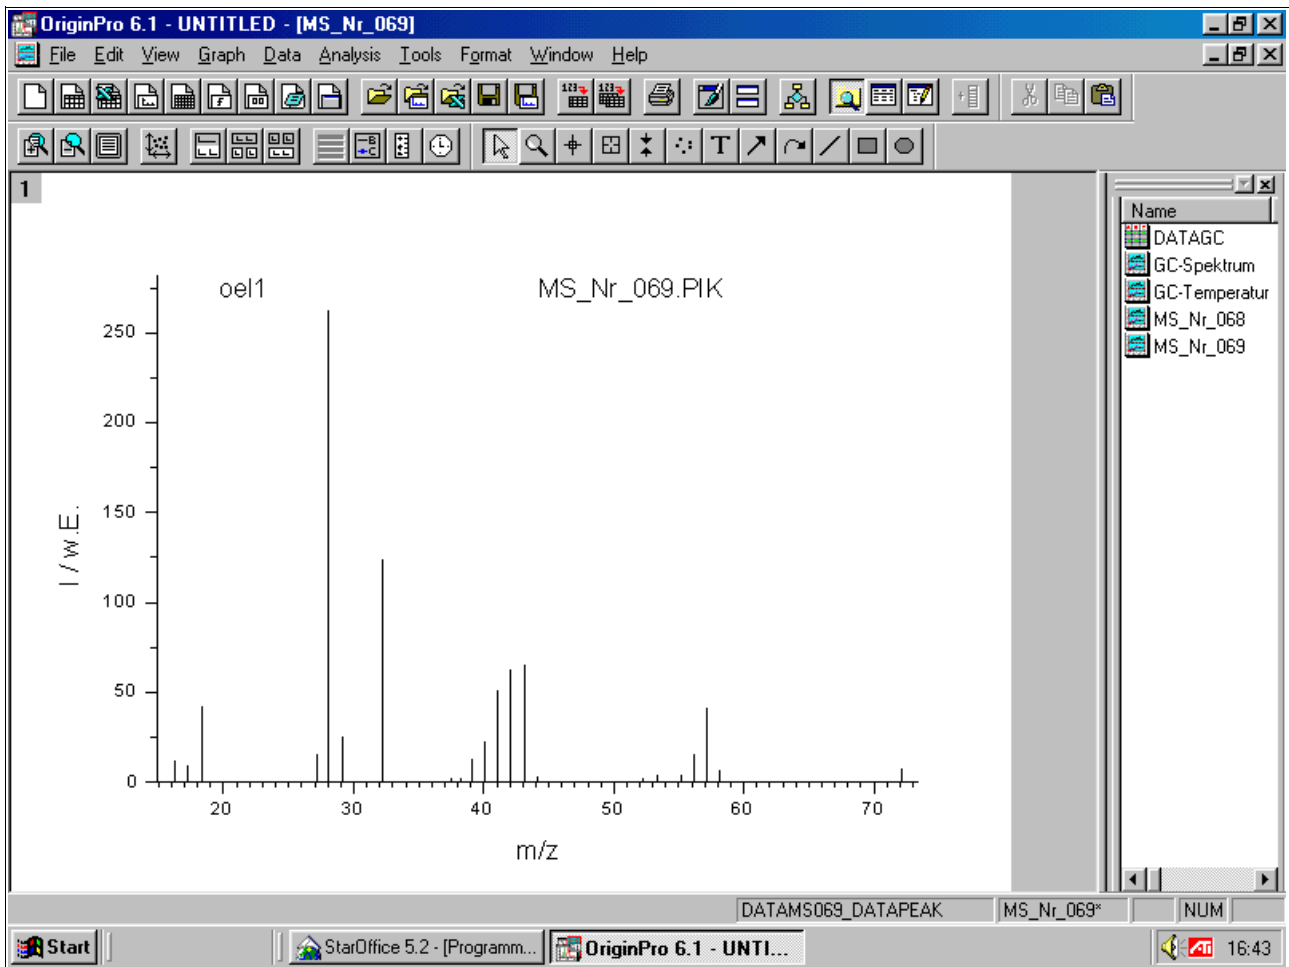 OriginPro 6.1 - UNTITLED - [MS_Nr_069]
File Edit View Graph Data Analysis Tools Format Window Help
1
Name
DATAGC
GC-Spektrum
GC-Temperatur
MS_Nr_068
MS_Nr_069
oel1 MS_Nr_069.PIK
250
200
150
100
50
0
I / w.E.
20 30 40 50 60 70
m/z
DATAMS069_DATAPEAK MS_Nr_069* NUM
Start StarOffice 5.2 - [Programm... OriginPro 6.1 - UNTI... ATI 16:43